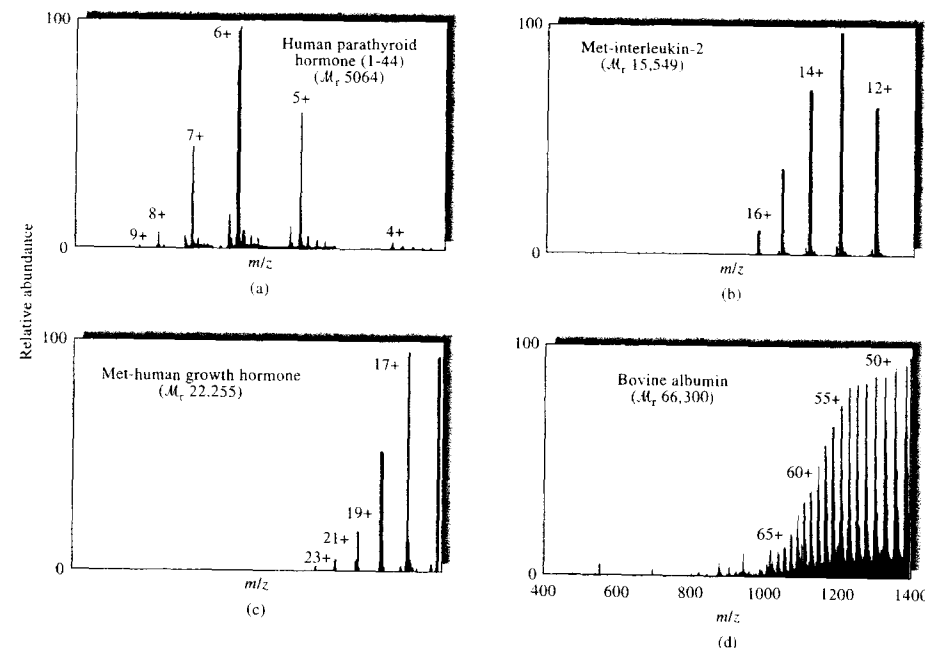 Relative abundance
100
6+
Human parathyroid
hormone (1-44)
(ℳr 5064)
5+
7+
8+
9+
4+
0
m/z
(a)
100
Met-interleukin-2
(ℳr 15,549)
14+
12+
16+
0
m/z
(b)
100
17+
Met-human growth hormone
(ℳr 22,255)
19+
21+
23+
0
m/z
(c)
100
50+
Bovine albumin
(ℳr 66,300)
55+
60+
65+
0
400 600 800 1000 1200 1400
m/z
(d)